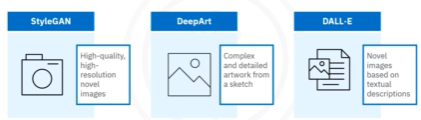 StyleGAN
High-quality,
high-
resolution
novel
images
DeepArt
Complex
and detailed
artwork from
a sketch
DALL-E
Novel
images
based on
textual
descriptions